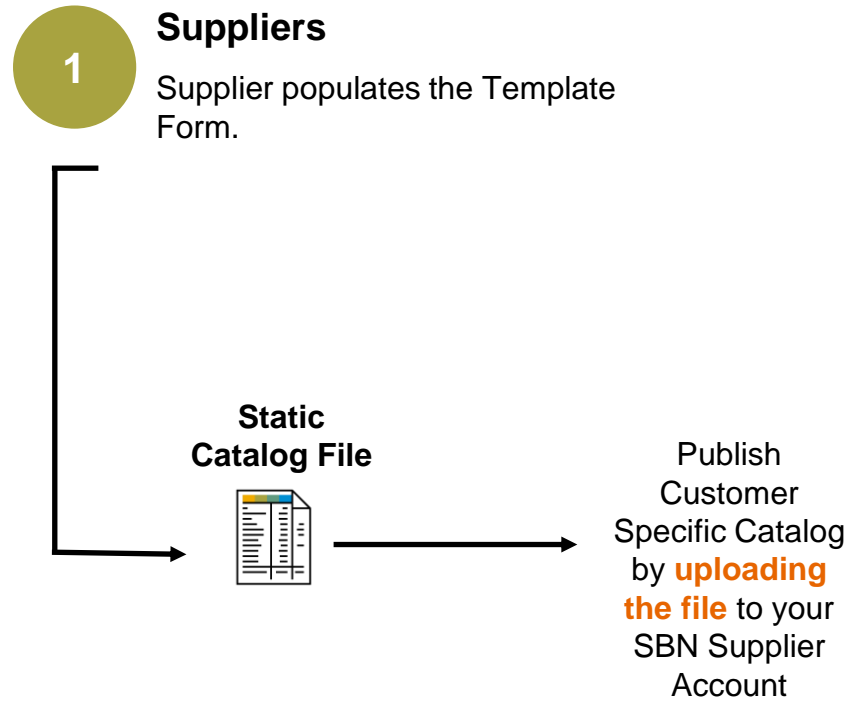 1
Suppliers
Supplier populates the Template
Form.
Static
Catalog File
Publish
Customer
Specific Catalog
by uploading
the file to your
SBN Supplier
Account